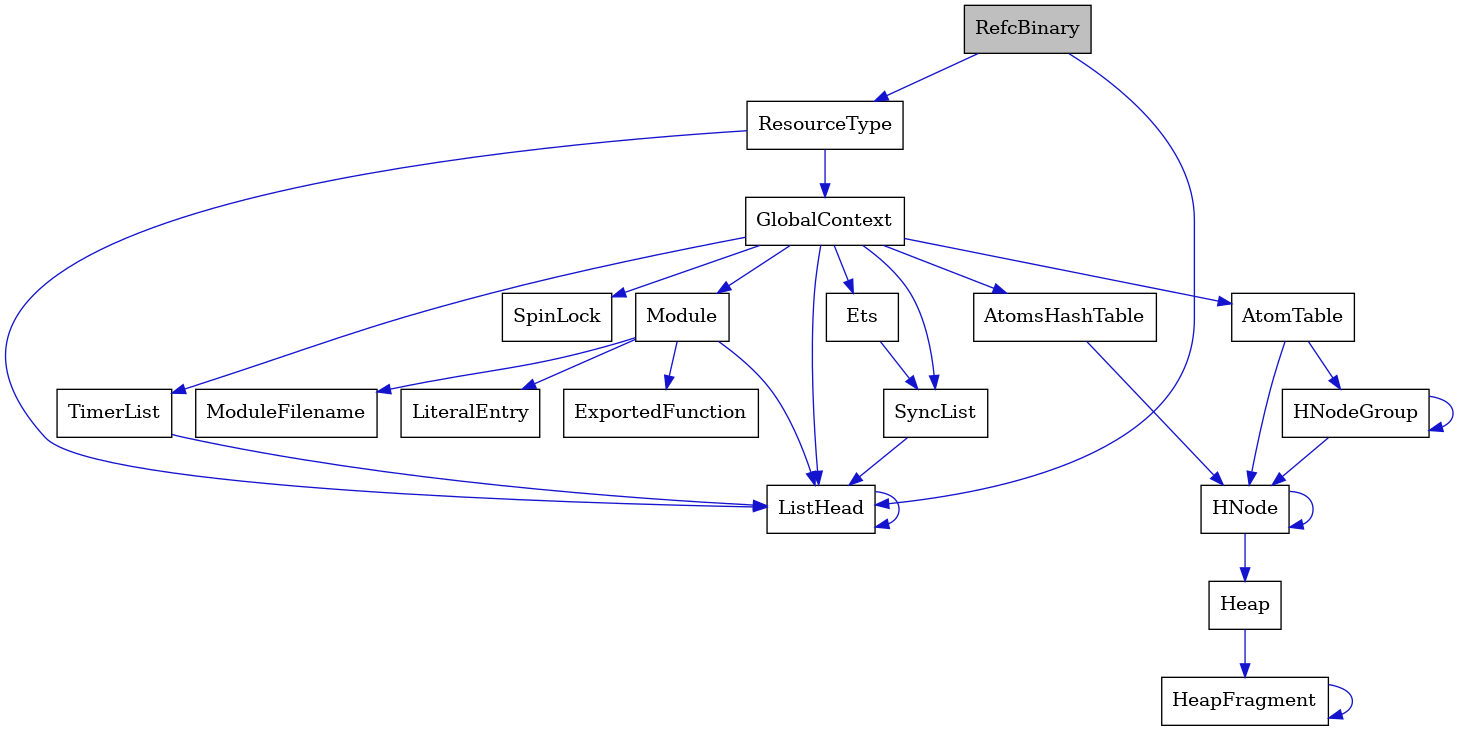 RefcBinary
ResourceType
GlobalContext
SpinLock
Module
Ets
AtomsHashTable
AtomTable
TimerList
ModuleFilename
LiteralEntry
ExportedFunction
SyncList
HNodeGroup
ListHead
HNode
Heap
HeapFragment